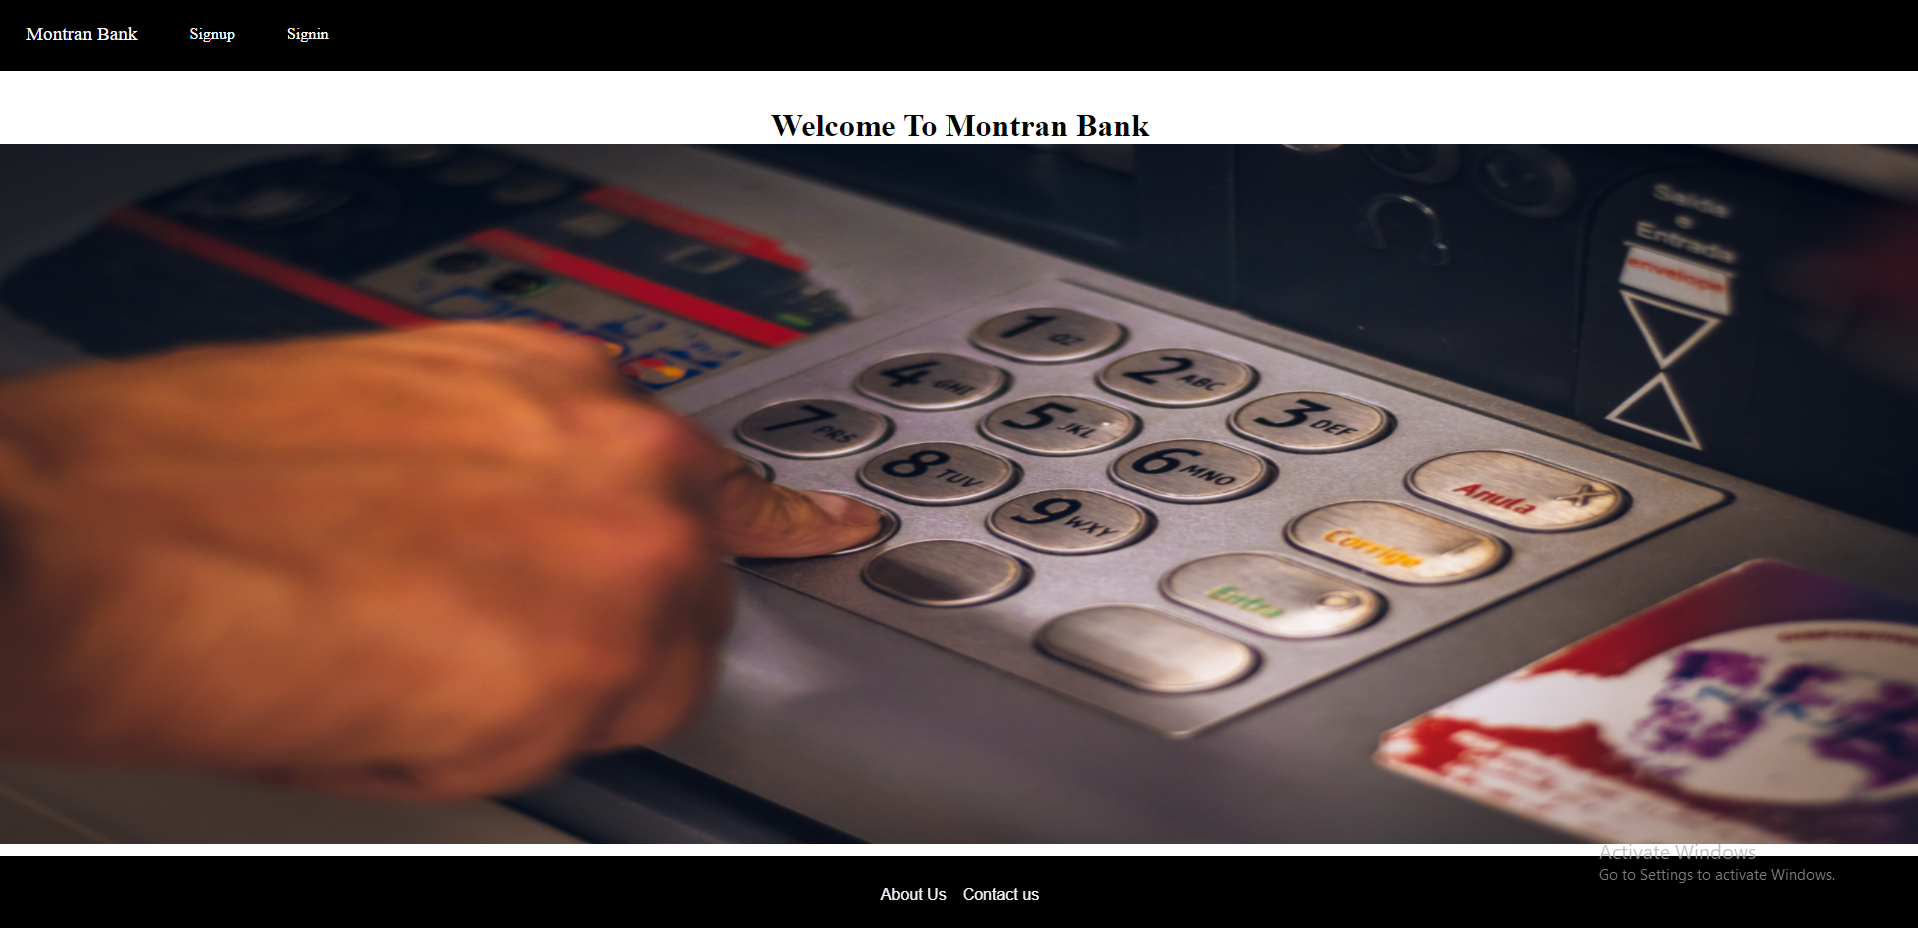 Montran Bank Signup Signin
Welcome To Montran Bank
Saída
e
Entrada
envelope
1 QZ
2 ABC
3 DEF
4 GHI
5 JKL
6 MNO
7 PRS
8 TUV
9 WXY
Anula
Corrige
Entra
Activate Windows
Go to Settings to activate Windows.
About Us Contact us